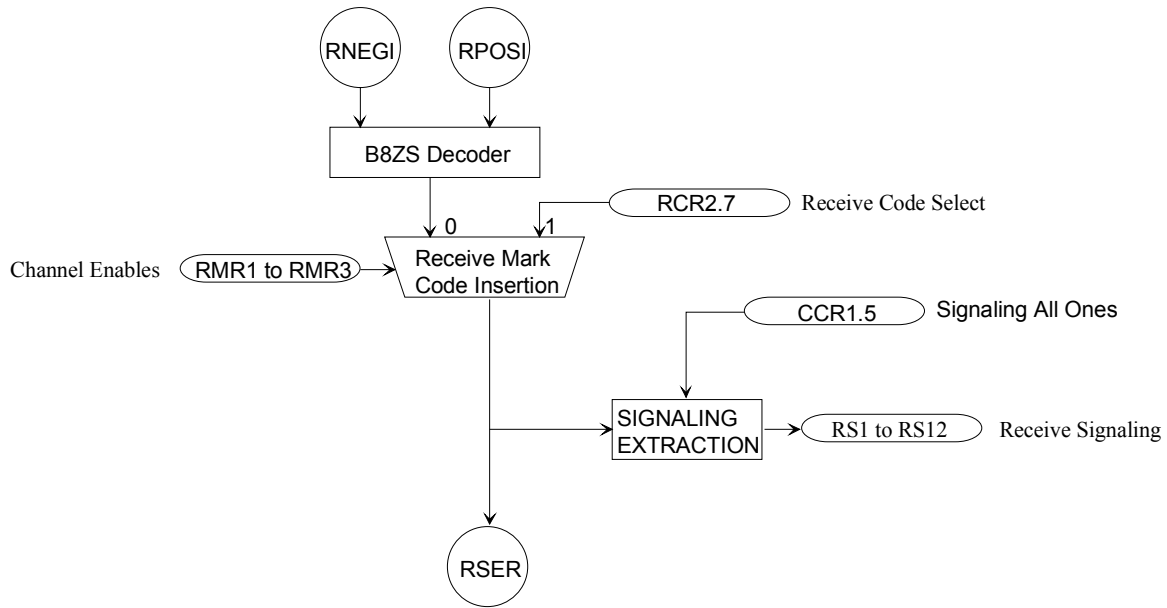 RNEGI
RPOSI
B8ZS Decoder
RCR2.7
Receive Code Select
0
1
Receive Mark
Code Insertion
Channel Enables
RMR1 to RMR3
CCR1.5
Signaling All Ones
SIGNALING
EXTRACTION
RS1 to RS12
Receive Signaling
RSER